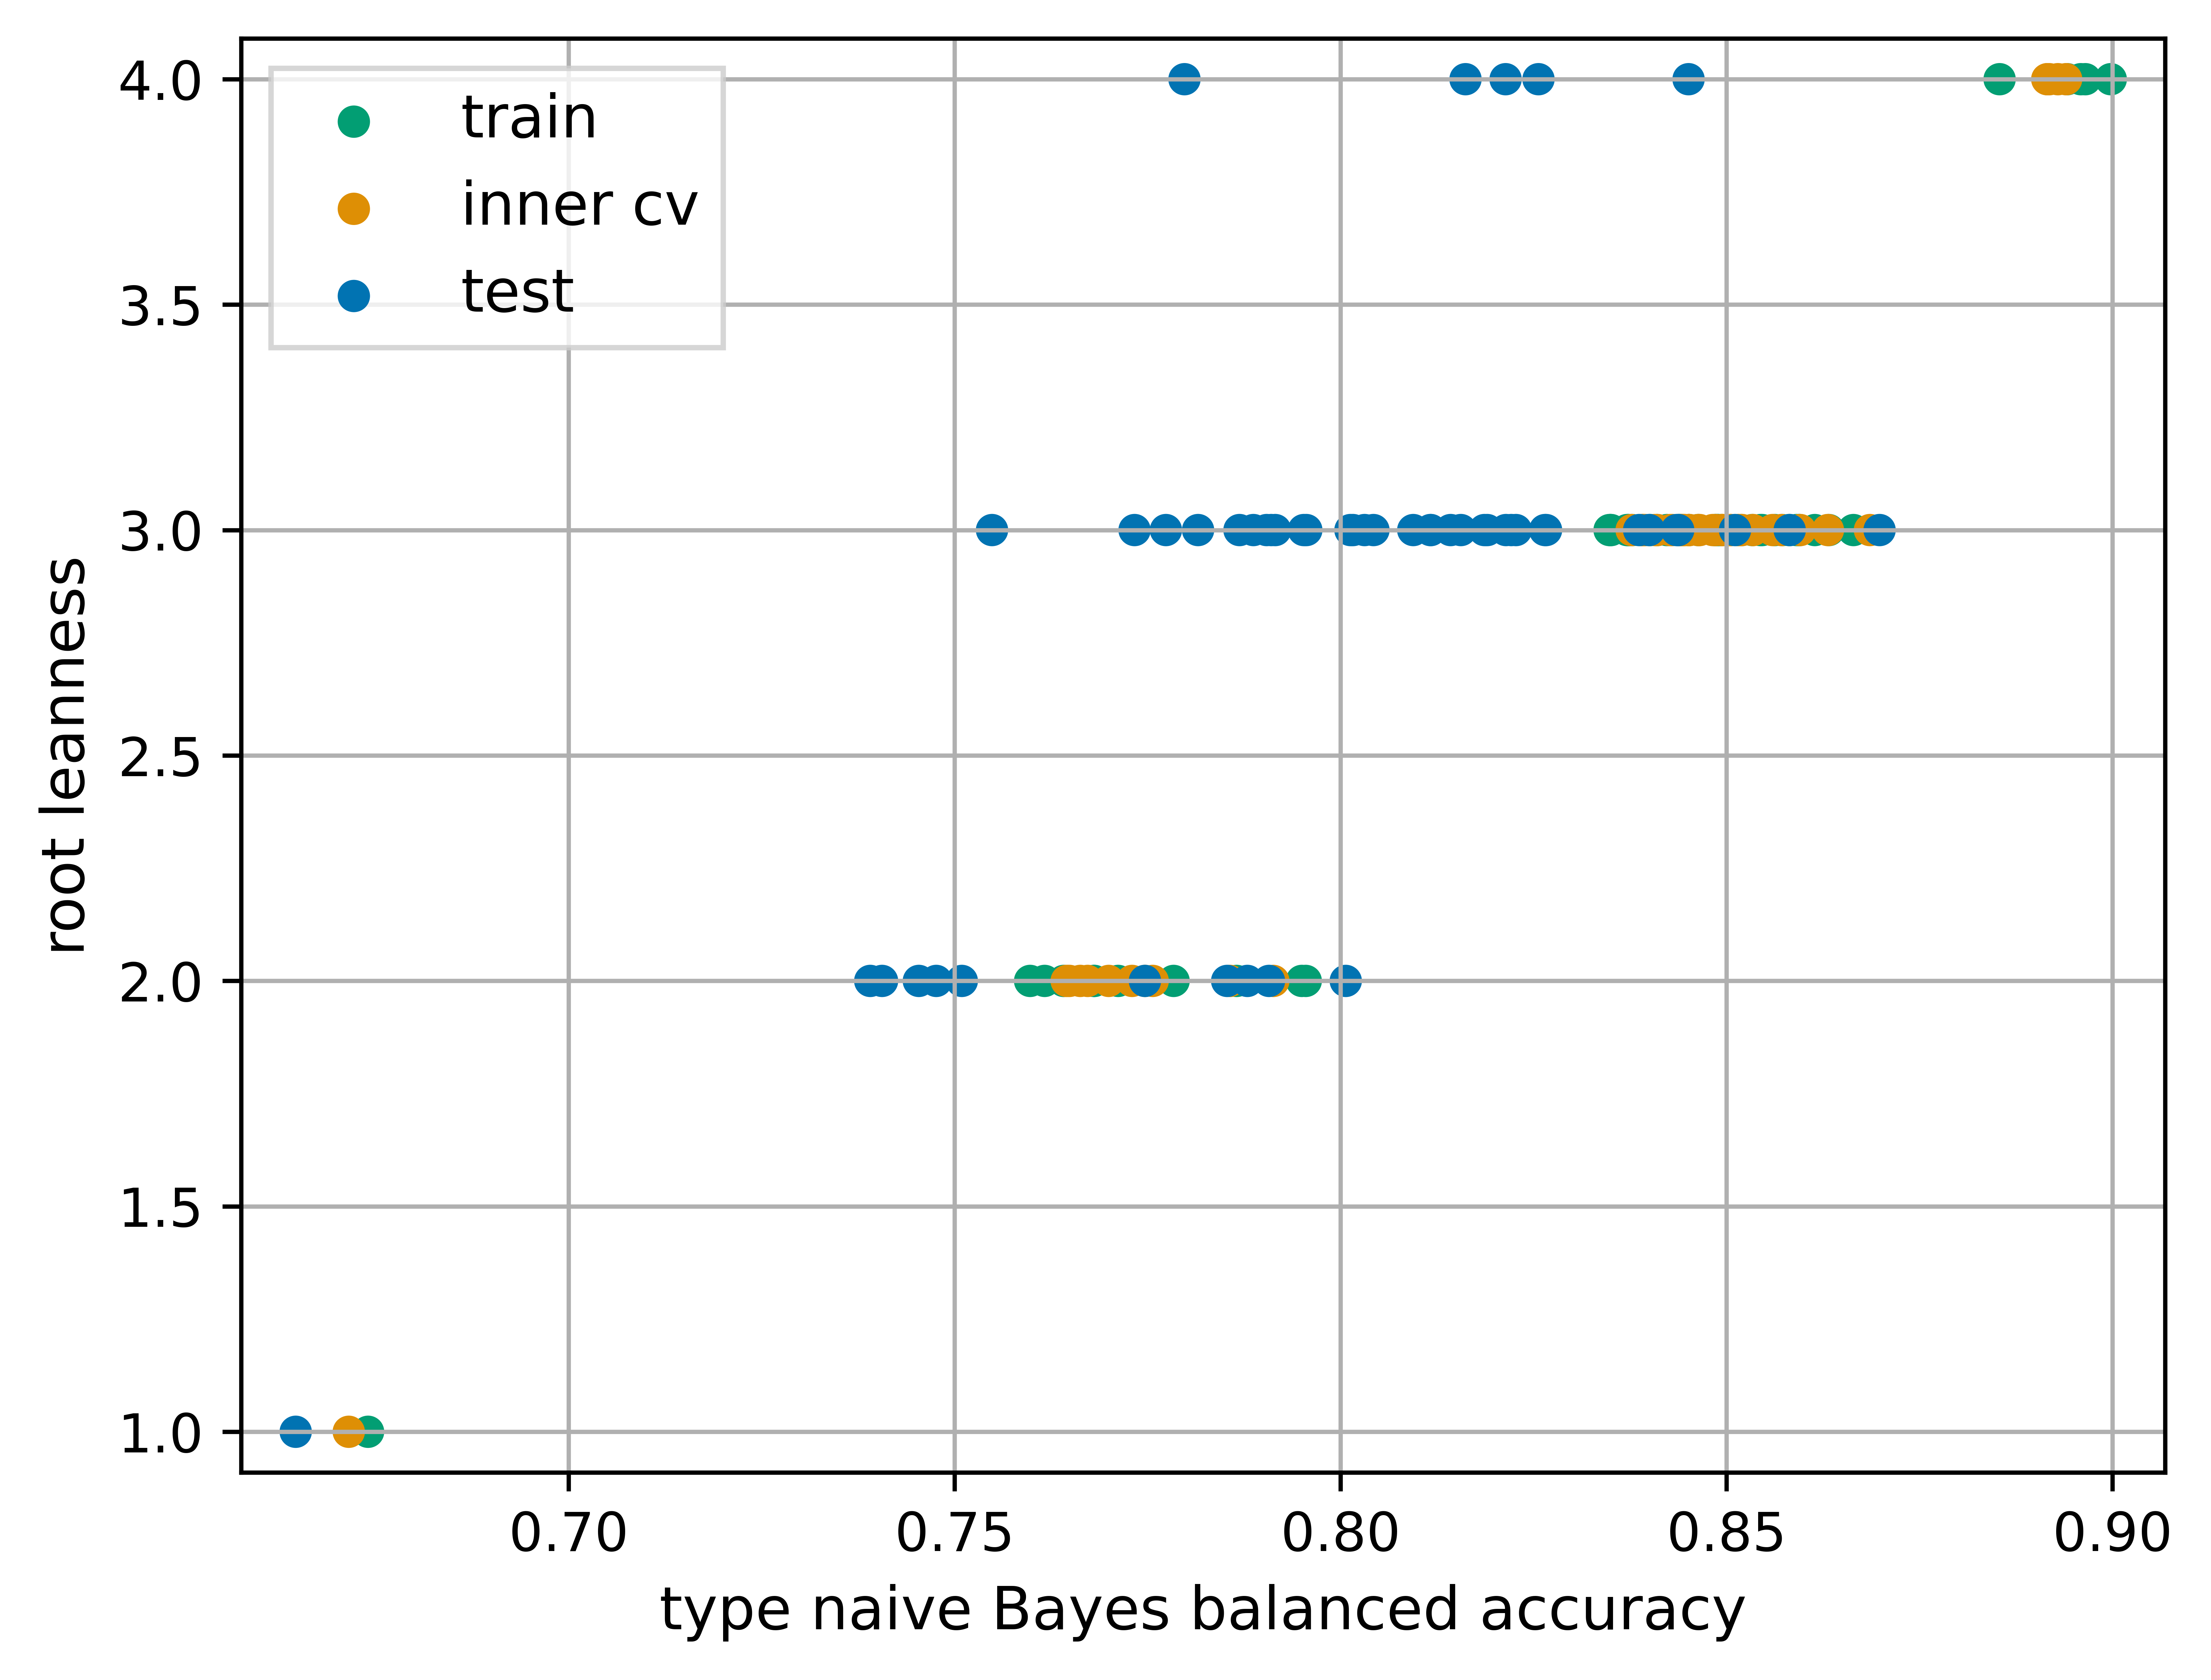 train
inner cv
test
4.0
3.5
3.0
2.5
2.0
1.5
1.0
root leanness
0.70 0.75 0.80 0.85 0.90
type naive Bayes balanced accuracy